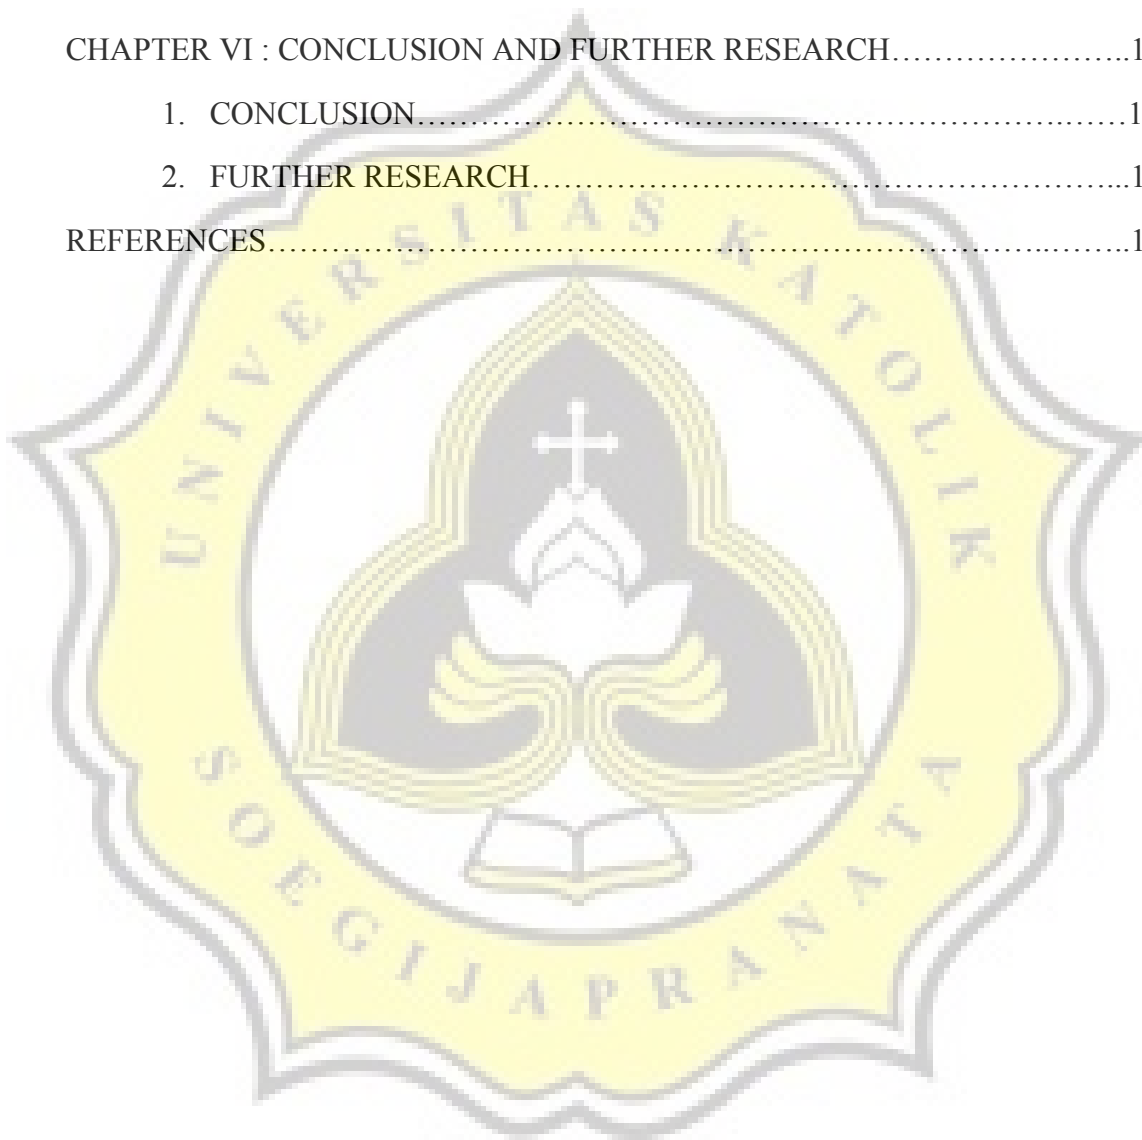 CHAPTER VI : CONCLUSION AND FURTHER RESEARCH…………………..1
1. CONCLUSION…………………………………………………………1
2. FURTHER RESEARCH………………………………………………...1
REFERENCES………………………………………………………………..……..1
UNIVERSITAS KATOLIK
SOEGIJAPRANATA